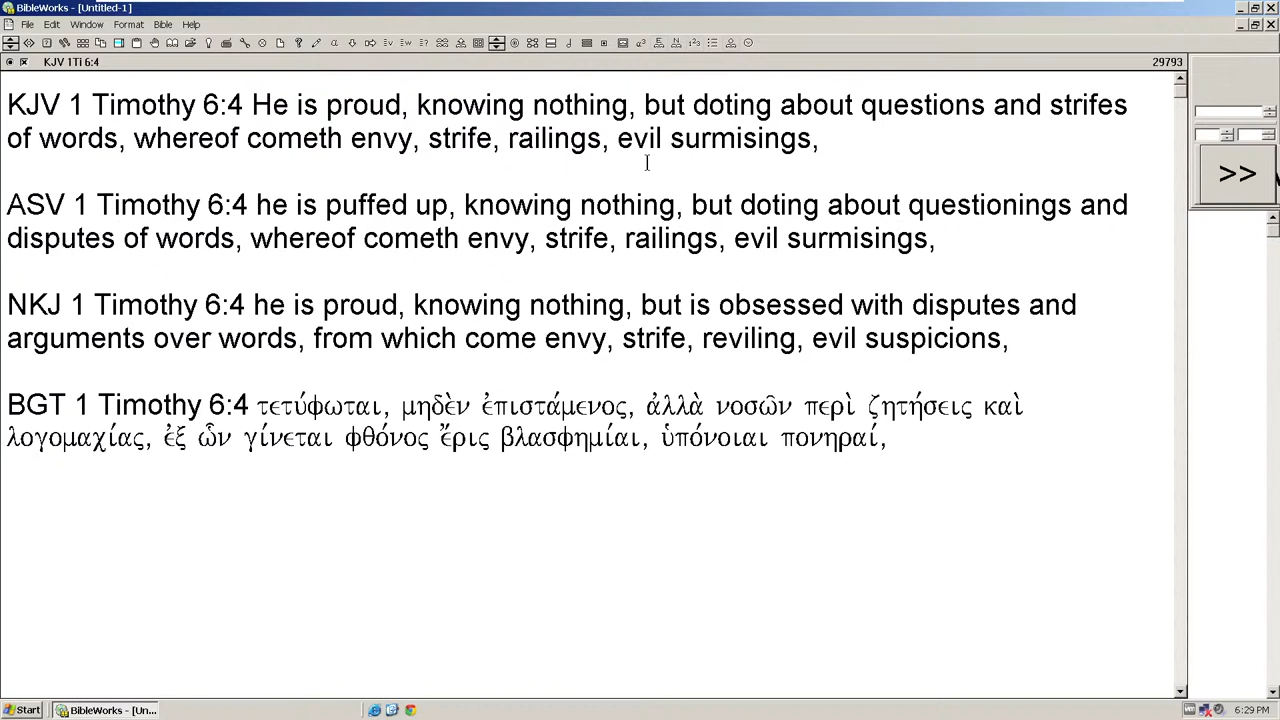 BibleWorks - [Untitled-1]
File Edit Window Format Bible Help
KJV 1Ti 6:4 29793
KJV 1 Timothy 6:4 He is proud, knowing nothing, but doting about questions and strifes
of words, whereof cometh envy, strife, railings, evil surmisings,
>>
ASV 1 Timothy 6:4 he is puffed up, knowing nothing, but doting about questionings and
disputes of words, whereof cometh envy, strife, railings, evil surmisings,
NKJ 1 Timothy 6:4 he is proud, knowing nothing, but is obsessed with disputes and
arguments over words, from which come envy, strife, reviling, evil suspicions,
BGT 1 Timothy 6:4 τετύφωται, μηδὲν ἐπιστάμενος, ἀλλὰ νοσῶν περὶ ζητήσεις καὶ
λογομαχίας, ἐξ ὧν γίνεται φθόνος ἔρις βλασφημίαι, ὑπόνοιαι πονηραί,
Start BibleWorks - [Un... 6:29 PM